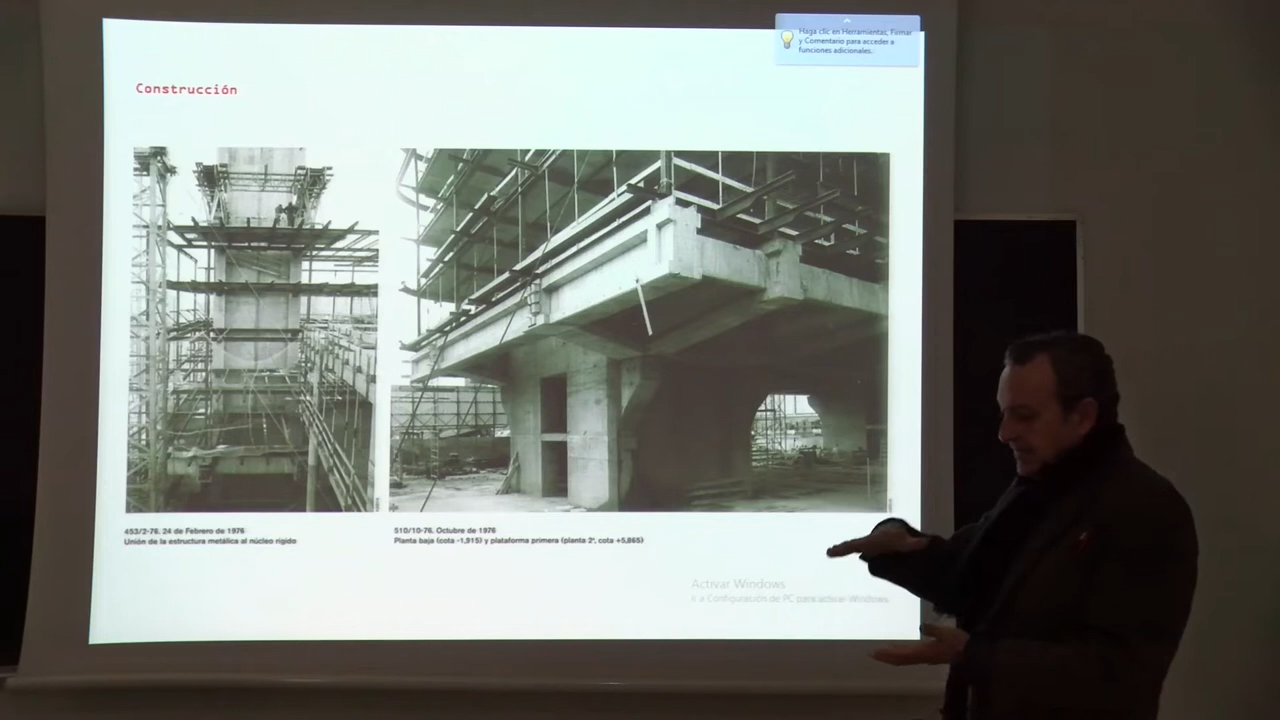 Haga clic en Herramientas, Firmar
y Comentario para acceder a
funciones adicionales.
Construcción
453/2-76. 24 de Febrero de 1976
Unión de la estructura metálica al núcleo rígido
510/10-76. Octubre de 1976
Planta baja (cota -1,915) y plataforma primera (planta 2ª, cota +5,865)
Activar Windows
a Configuración de PC para activar Windows.